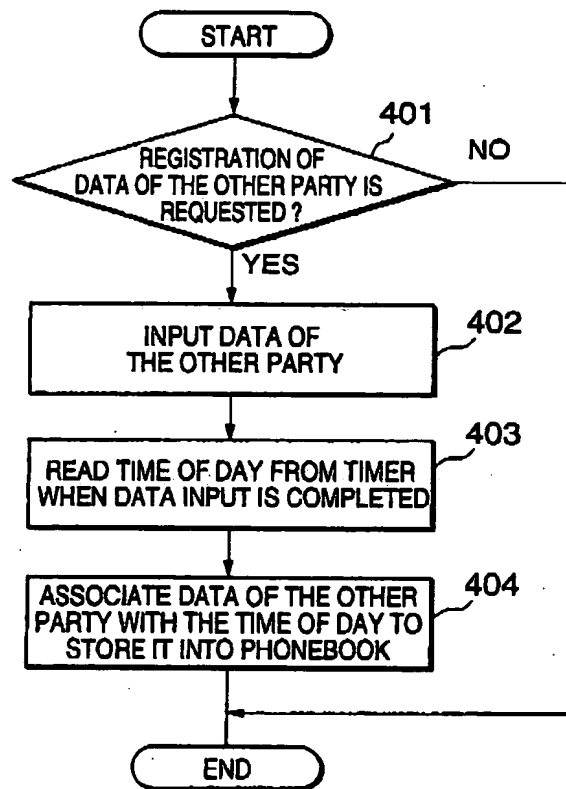 START
401
NO
REGISTRATION OF
DATA OF THE OTHER PARTY IS
REQUESTED ?
YES
402
INPUT DATA OF
THE OTHER PARTY
403
READ TIME OF DAY FROM TIMER
WHEN DATA INPUT IS COMPLETED
404
ASSOCIATE DATA OF THE OTHER
PARTY WITH THE TIME OF DAY TO
STORE IT INTO PHONEBOOK
END